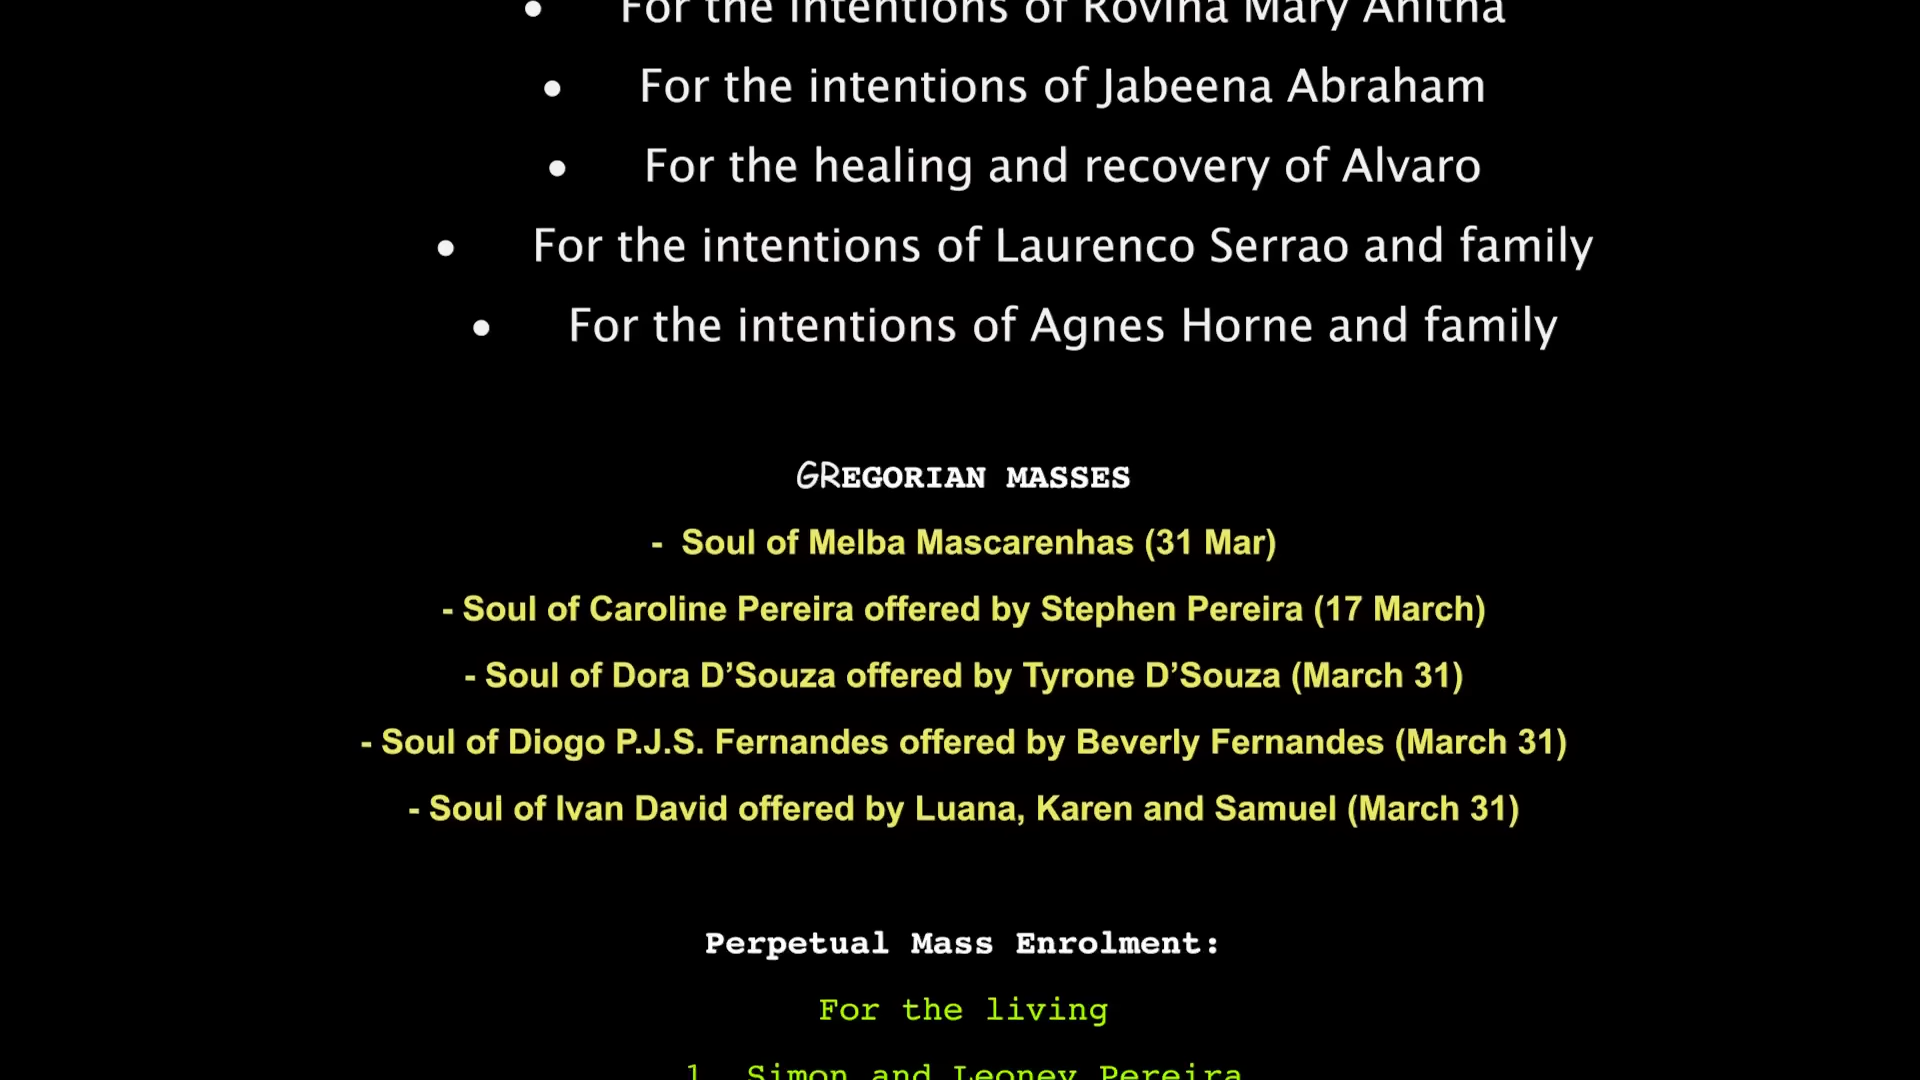 • For the intentions of Rovina Mary Anitha
• For the intentions of Jabeena Abraham
• For the healing and recovery of Alvaro
• For the intentions of Laurenco Serrao and family
• For the intentions of Agnes Horne and family
GREGORIAN MASSES
- Soul of Melba Mascarenhas (31 Mar)
- Soul of Caroline Pereira offered by Stephen Pereira (17 March)
- Soul of Dora D’Souza offered by Tyrone D’Souza (March 31)
- Soul of Diogo P.J.S. Fernandes offered by Beverly Fernandes (March 31)
- Soul of Ivan David offered by Luana, Karen and Samuel (March 31)
Perpetual Mass Enrolment:
For the living
1. Simon and Leoney Pereira